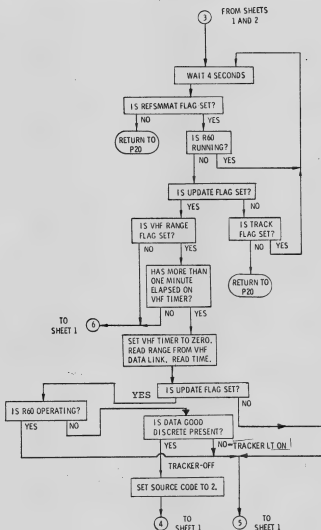 FROM SHEETS
3
1 AND 2
WAIT 4 SECONDS
IS REFSMMAT FLAG SET?
NO
YES
RETURN TO
P20
IS R60
RUNNING?
NO
YES
IS UPDATE FLAG SET?
YES
NO
IS VHF RANGE
FLAG SET?
IS TRACK
FLAG SET?
NO
YES
NO
YES
HAS MORE THAN
ONE MINUTE
ELAPSED ON
VHF TIMER?
RETURN TO
P20
TO
SHEET 1
6
NO
YES
SET VHF TIMER TO ZERO.
READ RANGE FROM VHF
DATA LINK. READ TIME.
YES
IS UPDATE FLAG SET?
NO
IS R60 OPERATING?
YES
NO
IS DATA GOOD
DISCRETE PRESENT?
YES
NO=TRACKER LT ON
TRACKER-OFF
SET SOURCE CODE TO 2.
4
TO
SHEET 1
5
TO
SHEET 1